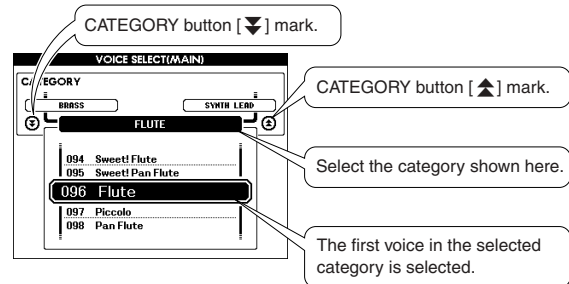 CATEGORY button [ ] mark.
VOICE SELECT(MAIN)
CATEGORY
BRASS
SYNTH LEAD
FLUTE
CATEGORY button [ ] mark.
094 Sweet! Flute
095 Sweet! Pan Flute
096 Flute
097 Piccolo
098 Pan Flute
Select the category shown here.
The first voice in the selected
category is selected.